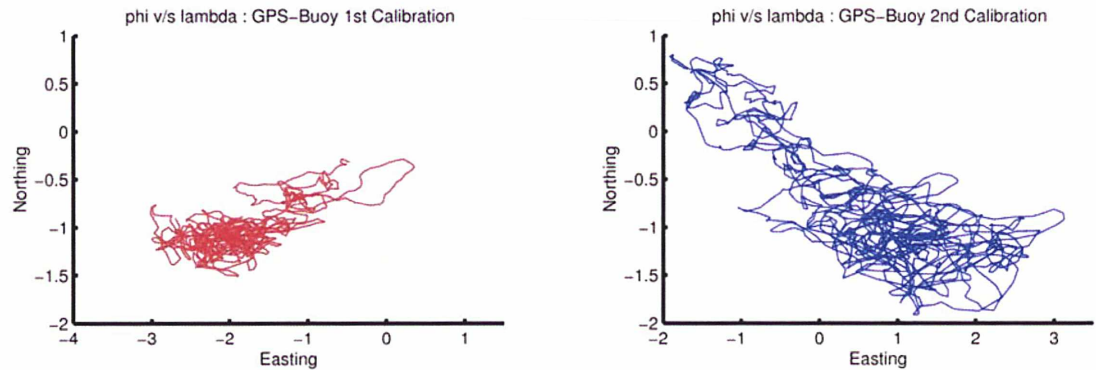 phi v/s lambda : GPS-Buoy 1st Calibration
1
0.5
0
-0.5
-1
-1.5
-2
Northing
-4 -3 -2 -1 0 1
Easting
phi v/s lambda : GPS-Buoy 2nd Calibration
1
0.5
0
-0.5
-1
-1.5
-2
Northing
-2 -1 0 1 2 3
Easting